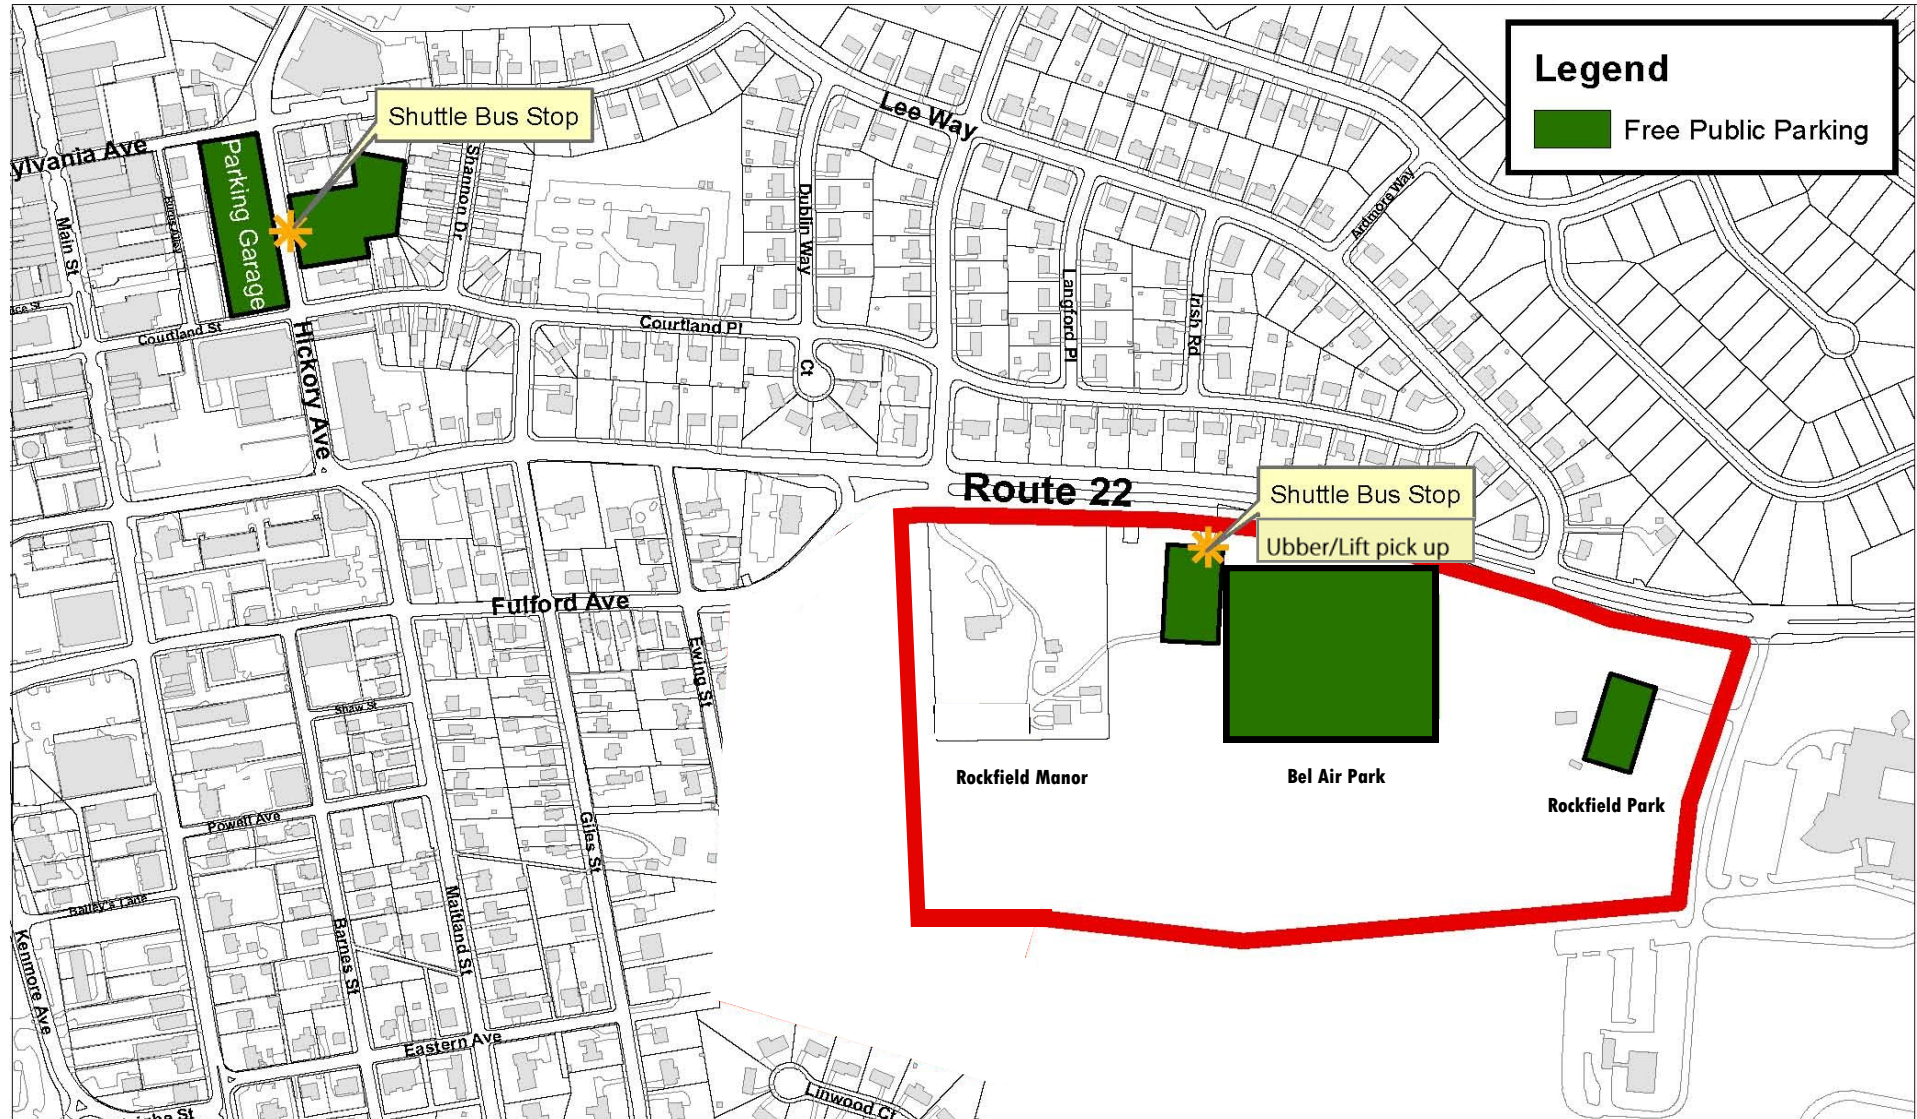 Legend
Free Public Parking
Shuttle Bus Stop
Lee Way
ylvania Ave
Parking Garage
Shannon Dr
Main St
Dublin Way
Ardmore Way
Langford Pl
Irish Rd
Courtland St
Courtland Pl
Hickory Ave
Ct
Route 22
Shuttle Bus Stop
Ubber/Lift pick up
Fulford Ave
Ewing St
Shaw St
Rockfield Manor
Bel Air Park
Rockfield Park
Powell Ave
Giles St
Bailey's Lane
Maitland St
Barnes St
Kenmore Ave
Eastern Ave
Linwood Ct